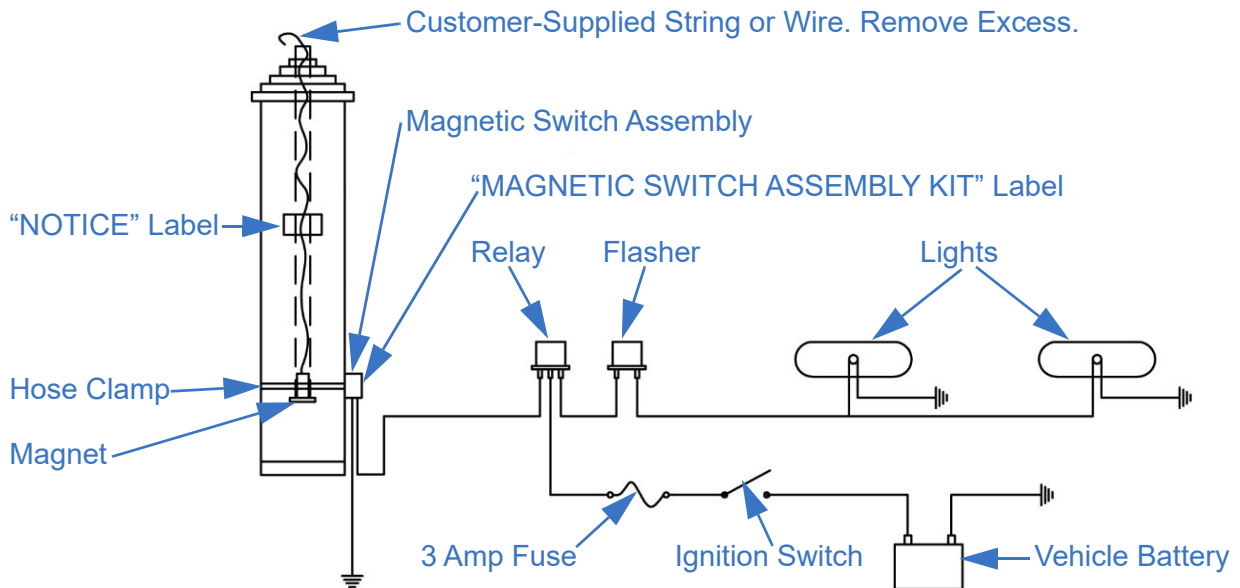 Customer-Supplied String or Wire. Remove Excess.
Magnetic Switch Assembly
“MAGNETIC SWITCH ASSEMBLY KIT” Label
“NOTICE” Label
Relay
Flasher
Lights
Hose Clamp
Magnet
3 Amp Fuse
Ignition Switch
Vehicle Battery